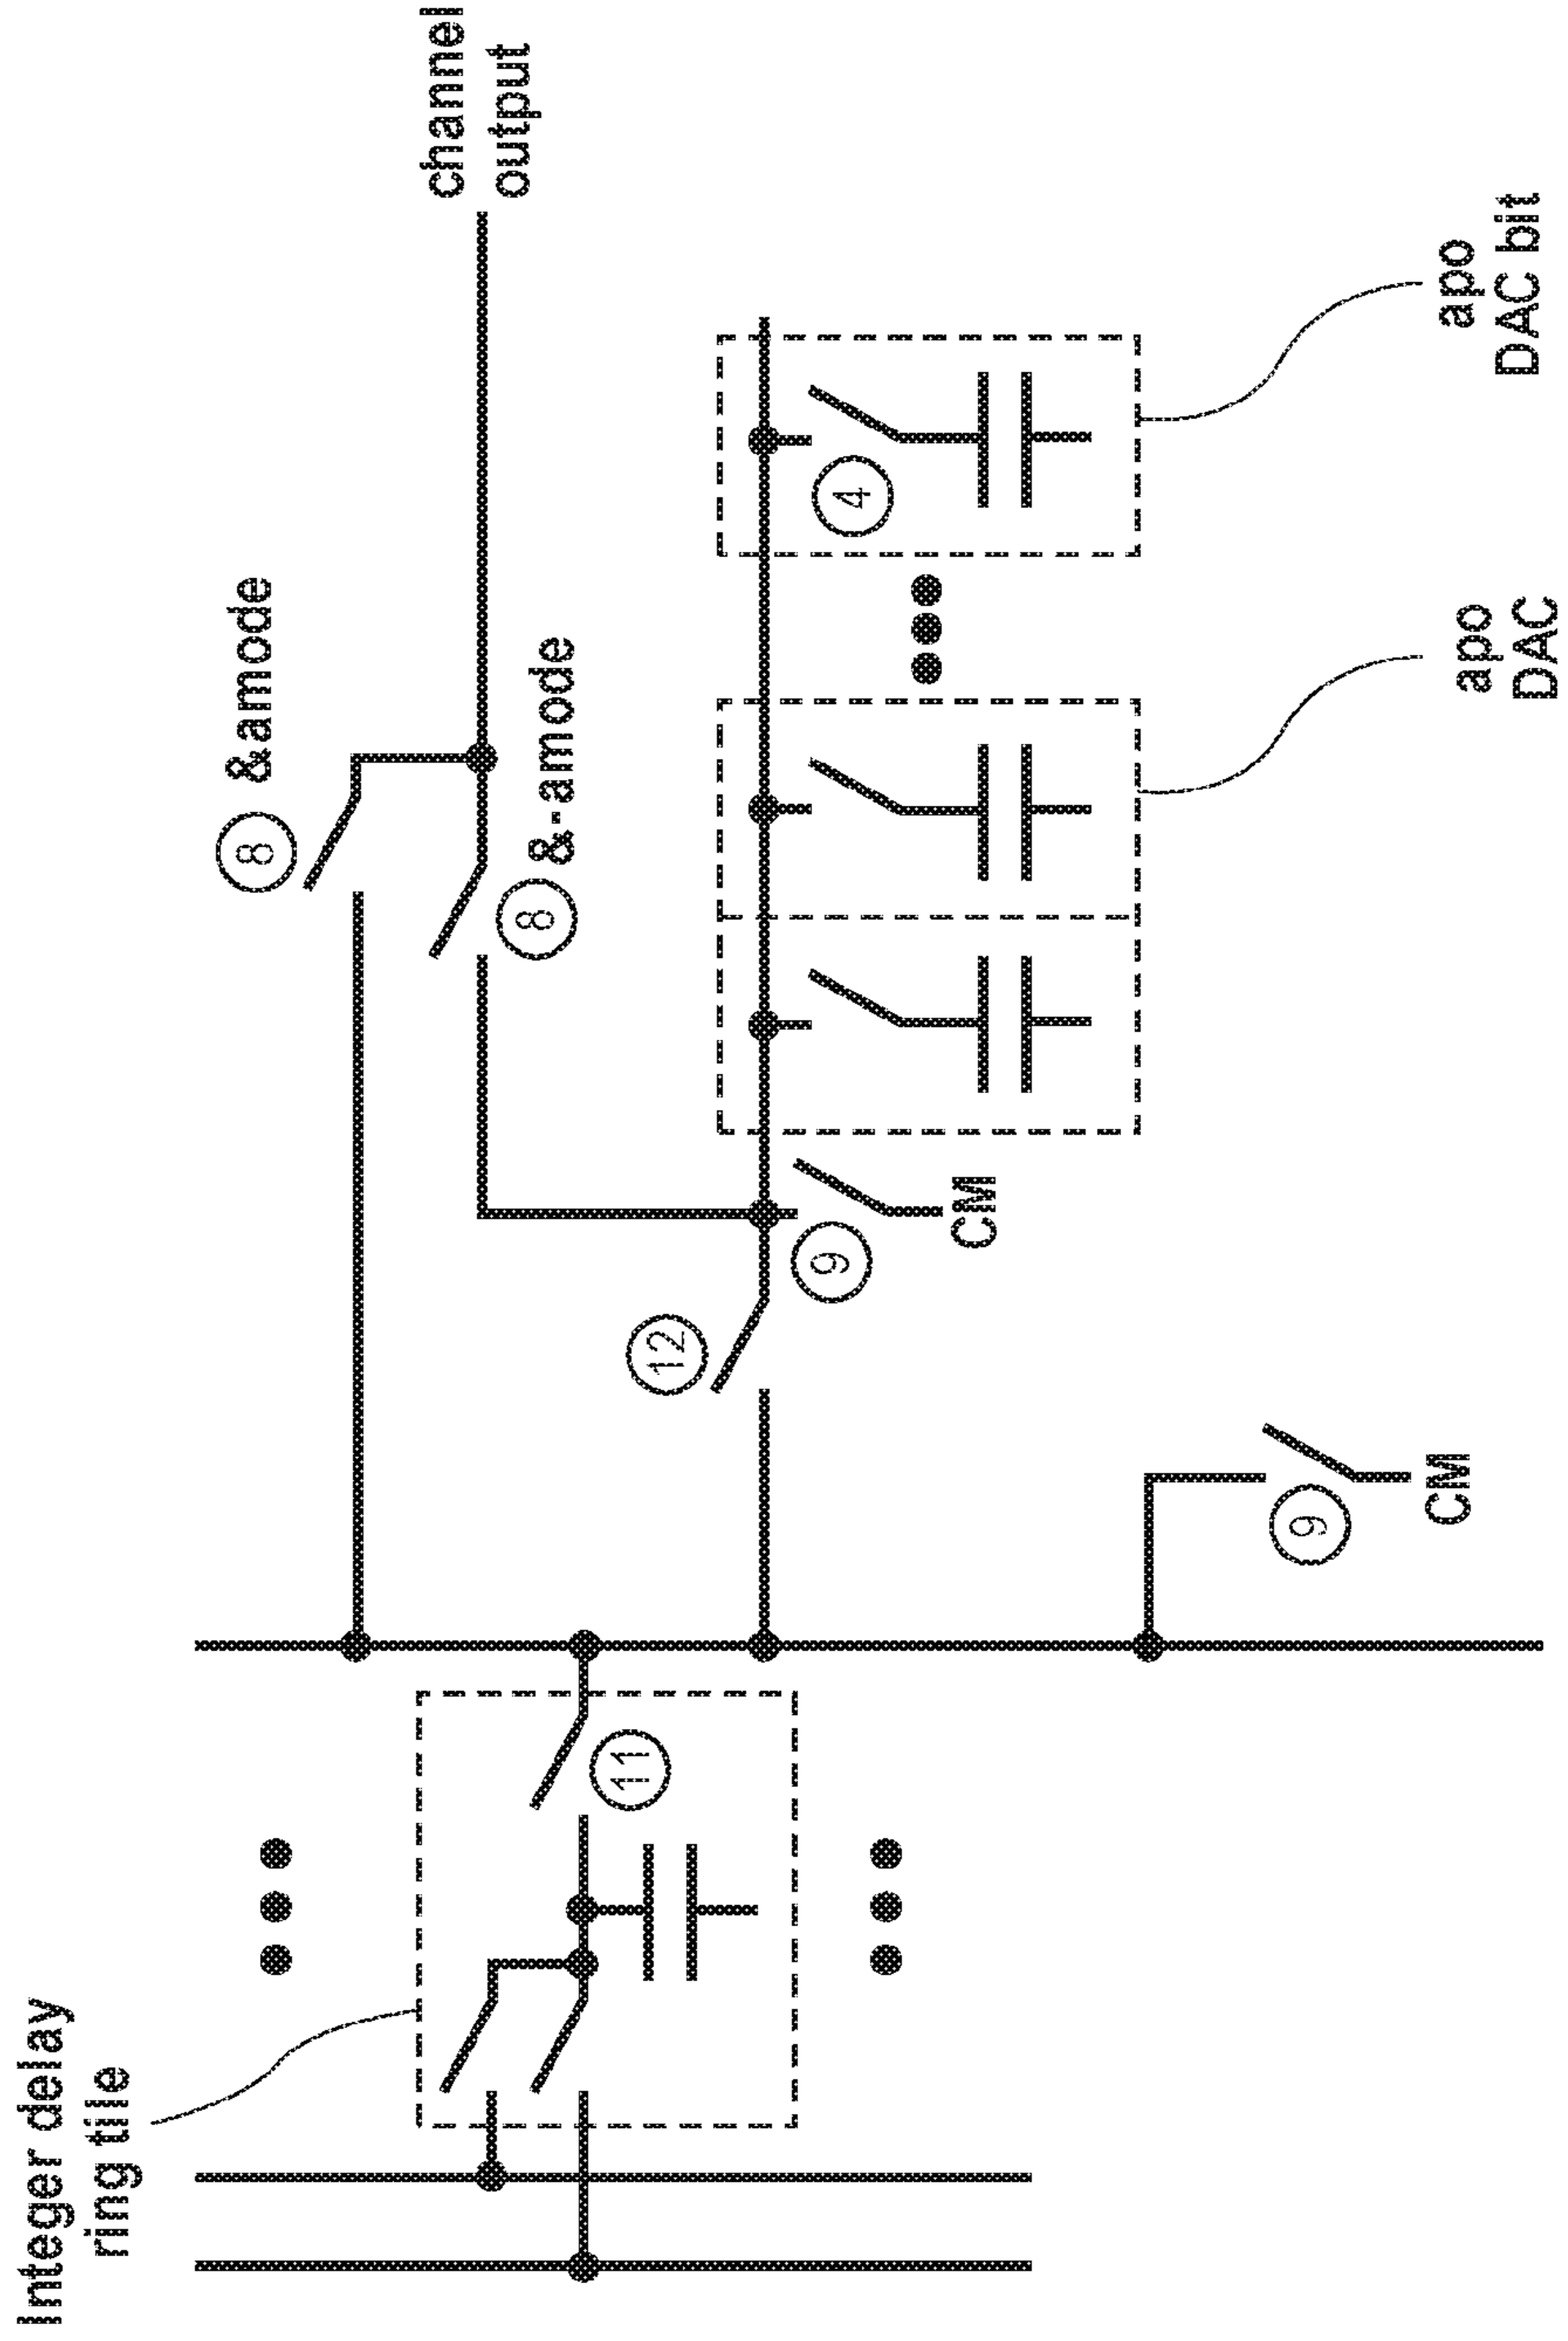 Integer delay
ring tile
11
9
CM
12
9
CM
8 &amode
8 &-amode
channel
output
4
apo
DAC
apo
DAC bit